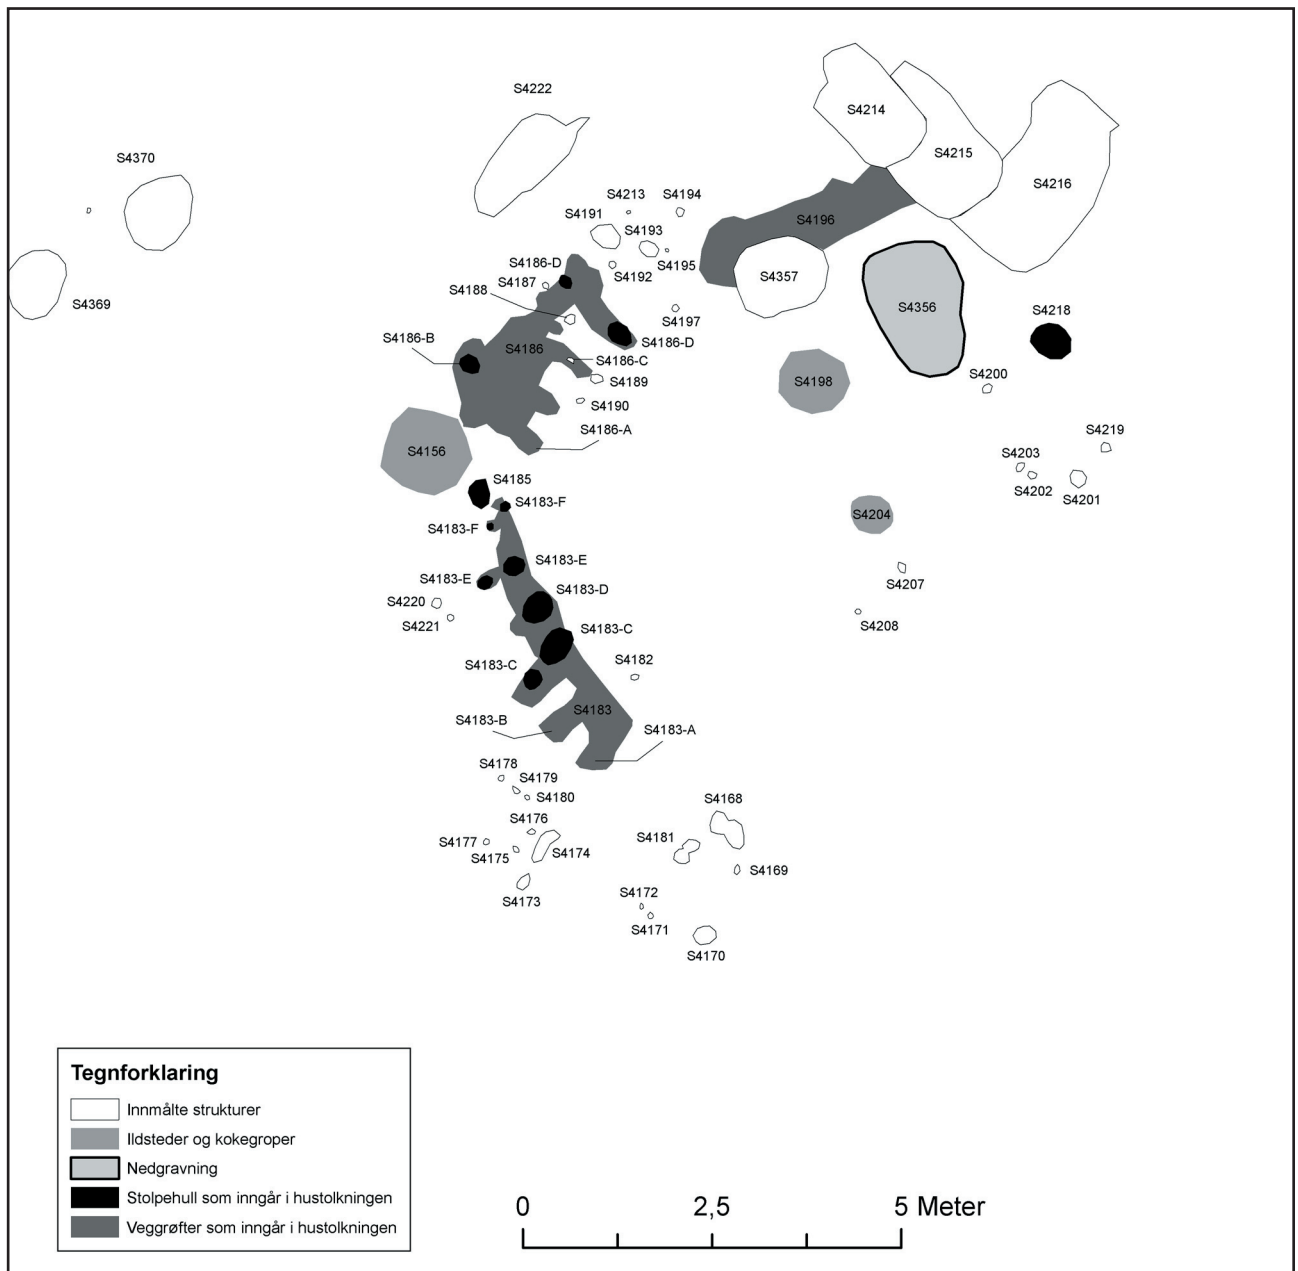 S4222
S4214
S4215
S4370
S4216
S4213
S4194
S4191
S4193
S4196
S4186-D
S4192
S4195
S4187
S4188
S4357
S4369
S4356
S4218
S4197
S4186-B
S4186
S4186-D
S4186-C
S4189
S4198
S4200
S4190
S4186-A
S4219
S4156
S4203
S4202
S4201
S4185
S4183-F
S4183-F
S4204
S4183-E
S4183-E
S4183-D
S4207
S4220
S4221
S4208
S4183-C
S4183-C
S4182
S4183
S4183-B
S4183-A
S4178
S4179
S4180
S4168
S4176
S4181
S4177
S4175
S4174
S4169
S4173
S4172
S4171
S4170
Tegnforklaring
Innmålte strukturer
Ildsteder og kokegroper
Nedgravning
Stolpehull som inngår i hustolkningen
Veggrøfter som inngår i hustolkningen
0 2,5 5 Meter